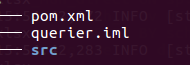 ── pom.xml
── querier.iml
── src